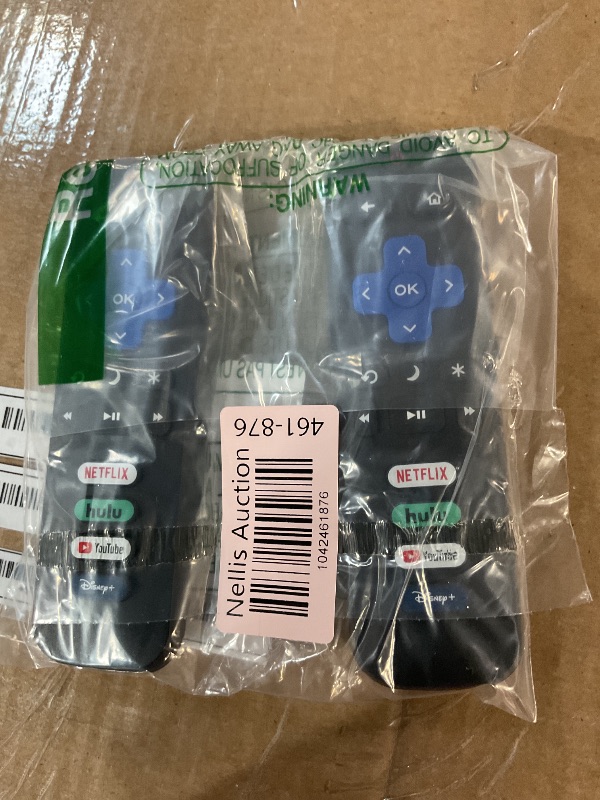 TO AVOID DANGER
OF SUFFOCATION
AWAY
WARNING:
OK
OK
461-876
Nellis Auction
1042461876
NETFLIX
NETFLIX
hulu
hulu
YouTube
YouTube
Disney+
Disney+